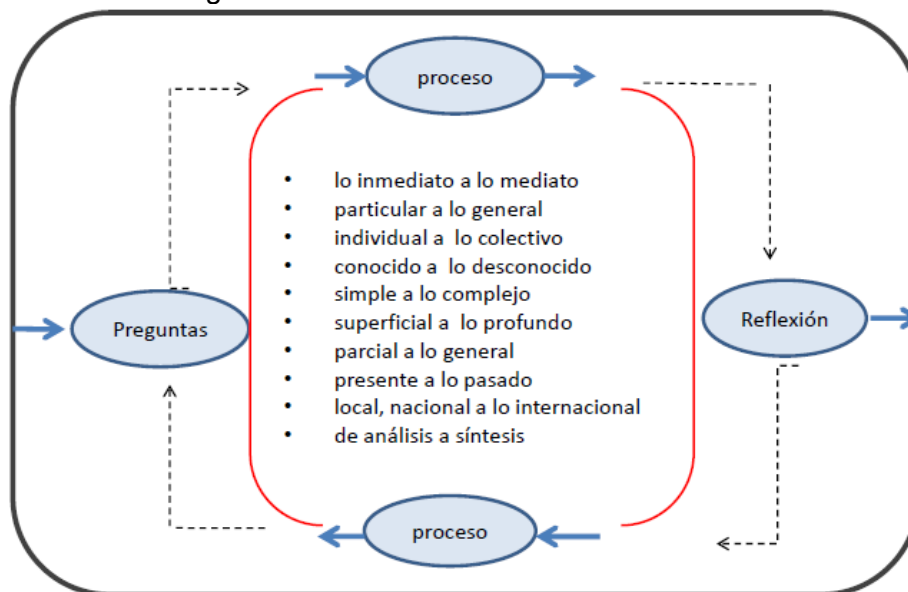 proceso
• lo inmediato a lo mediato
• particular a lo general
• individual a lo colectivo
• conocido a lo desconocido
• simple a lo complejo
• superficial a lo profundo
• parcial a lo general
• presente a lo pasado
• local, nacional a lo internacional
• de análisis a síntesis
Preguntas
Reflexión
proceso